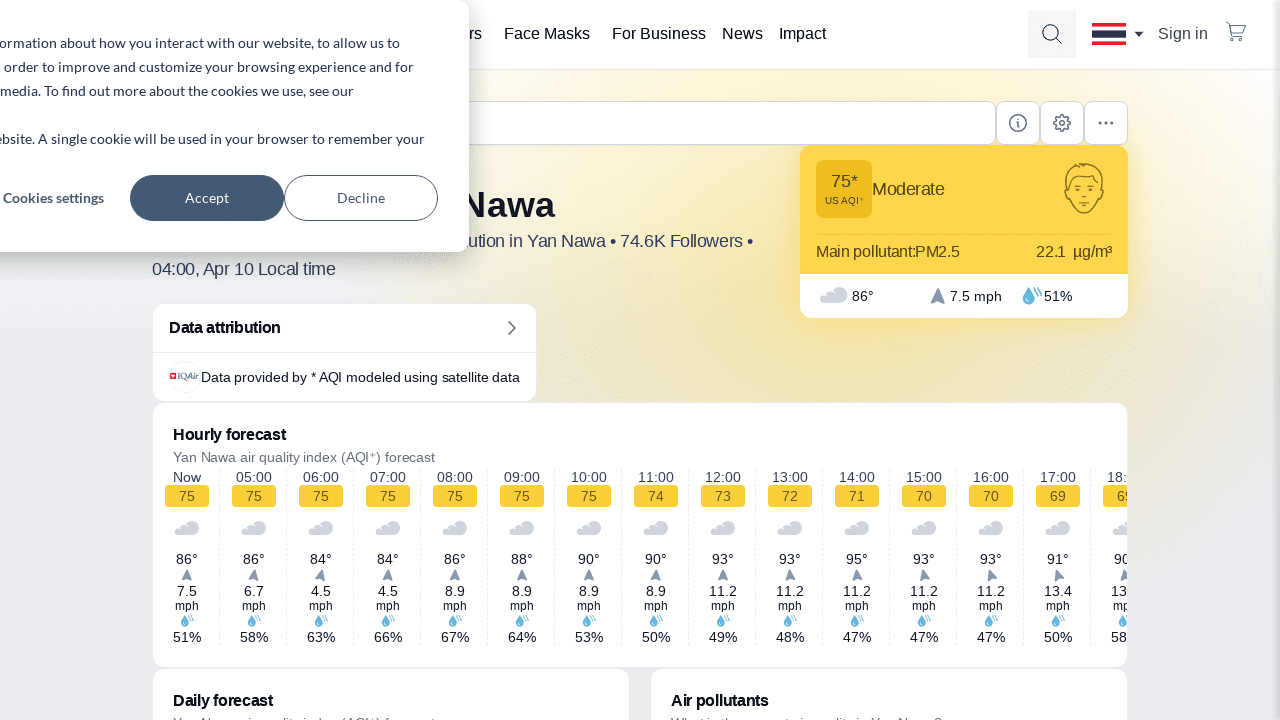 ormation about how you interact with our website, to allow us to
order to improve and customize your browsing experience and for
media. To find out more about the cookies we use, see our
ebsite. A single cookie will be used in your browser to remember your
Cookies settings
Accept
Decline
rs
Face Masks
For Business
News
Impact
Sign in
Nawa
ution in Yan Nawa • 74.6K Followers •
04:00, Apr 10 Local time
75*
US AQI⁺
Moderate
Main pollutant:PM2.5
22.1 µg/m³
86°
7.5 mph
51%
Data attribution
IQAir
Data provided by * AQI modeled using satellite data
Hourly forecast
Yan Nawa air quality index (AQI⁺) forecast
Now 05:00 06:00 07:00 08:00 09:00 10:00 11:00 12:00 13:00 14:00 15:00 16:00 17:00 18:
75 75 75 75 75 75 75 74 73 72 71 70 70 69 69
86° 86° 84° 84° 86° 88° 90° 90° 93° 93° 95° 93° 93° 91° 90
7.5 6.7 4.5 4.5 8.9 8.9 8.9 8.9 11.2 11.2 11.2 11.2 11.2 13.4 13.
mph mph mph mph mph mph mph mph mph mph mph mph mph mph mp
51% 58% 63% 66% 67% 64% 53% 50% 49% 48% 47% 47% 47% 50% 58
Daily forecast
Air pollutants